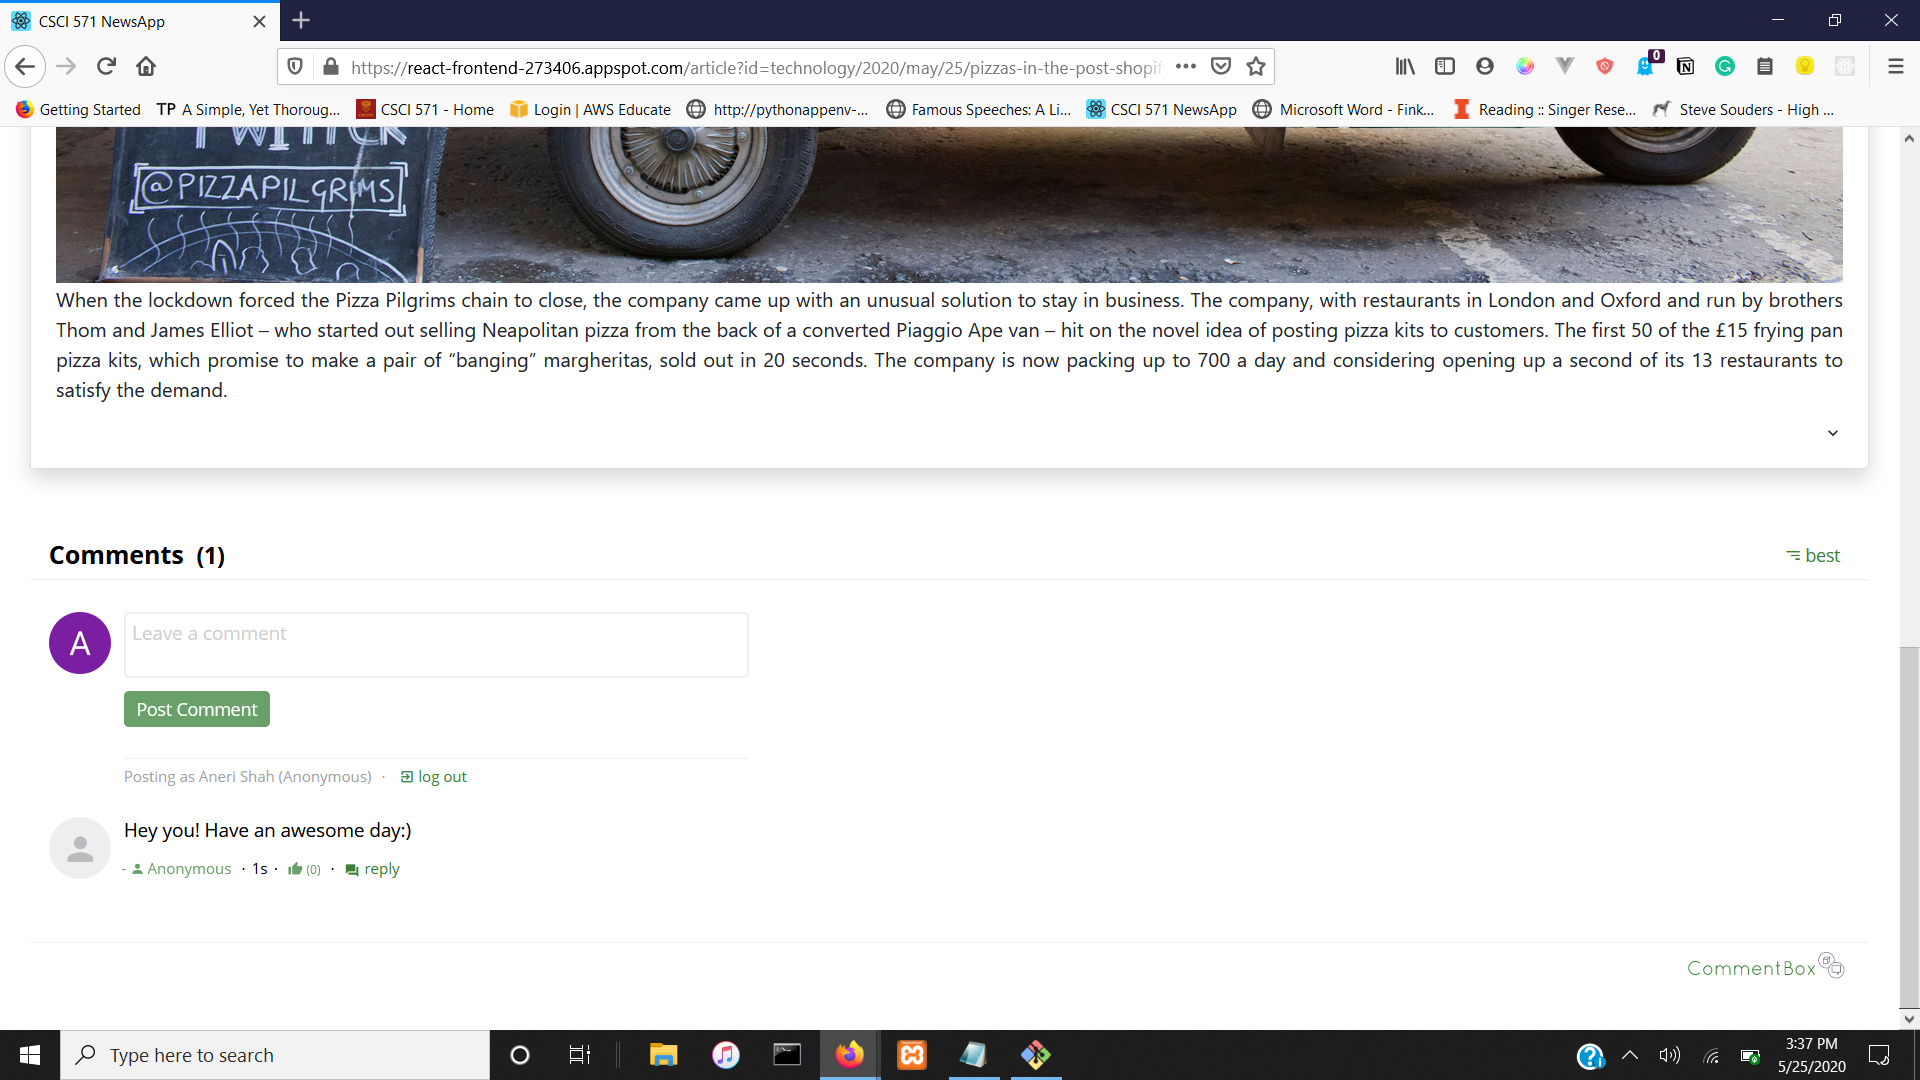 CSCI 571 NewsApp
https://react-frontend-273406.appspot.com/article?id=technology/2020/may/25/pizzas-in-the-post-shopif
0
Getting Started
TP A Simple, Yet Thoroug...
CSCI 571 - Home
Login | AWS Educate
http://pythonappenv-...
Famous Speeches: A Li...
CSCI 571 NewsApp
Microsoft Word - Fink...
Reading :: Singer Rese...
Steve Souders - High ...
@PIZZAPILGRIMS
When the lockdown forced the Pizza Pilgrims chain to close, the company came up with an unusual solution to stay in business. The company, with restaurants in London and Oxford and run by brothers
Thom and James Elliot – who started out selling Neapolitan pizza from the back of a converted Piaggio Ape van – hit on the novel idea of posting pizza kits to customers. The first 50 of the £15 frying pan
pizza kits, which promise to make a pair of “banging” margheritas, sold out in 20 seconds. The company is now packing up to 700 a day and considering opening up a second of its 13 restaurants to
satisfy the demand.
Comments (1)
best
A
Leave a comment
Post Comment
Posting as Aneri Shah (Anonymous) · log out
Hey you! Have an awesome day:)
- Anonymous · 1s · (0) · reply
CommentBox
Type here to search
3:37 PM
5/25/2020